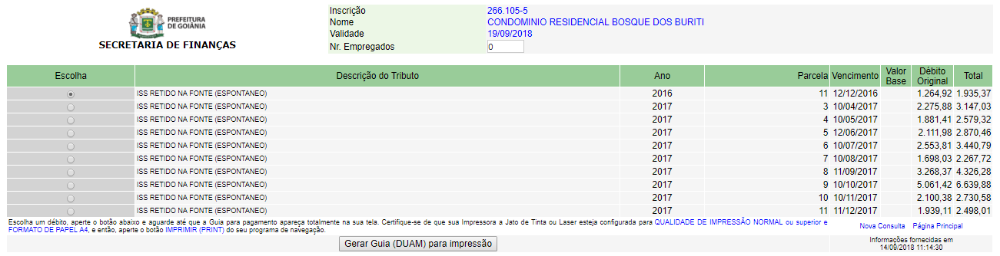 PREFEITURA
DE GOIÂNIA
SECRETARIA DE FINANÇAS
Inscrição 266.105-5
Nome CONDOMINIO RESIDENCIAL BOSQUE DOS BURITI
Validade 19/09/2018
Nr. Empregados 0
Escolha Descrição do Tributo Ano Parcela Vencimento Valor Base Débito Original Total
ISS RETIDO NA FONTE (ESPONTANEO) 2016 11 12/12/2016 1.264,92 1.935,37
ISS RETIDO NA FONTE (ESPONTANEO) 2017 3 10/04/2017 2.275,88 3.147,03
ISS RETIDO NA FONTE (ESPONTANEO) 2017 4 10/05/2017 1.881,41 2.579,32
ISS RETIDO NA FONTE (ESPONTANEO) 2017 5 12/06/2017 2.111,98 2.870,46
ISS RETIDO NA FONTE (ESPONTANEO) 2017 6 10/07/2017 2.553,81 3.440,79
ISS RETIDO NA FONTE (ESPONTANEO) 2017 7 10/08/2017 1.698,03 2.267,72
ISS RETIDO NA FONTE (ESPONTANEO) 2017 8 11/09/2017 3.268,37 4.326,28
ISS RETIDO NA FONTE (ESPONTANEO) 2017 9 10/10/2017 5.061,42 6.639,88
ISS RETIDO NA FONTE (ESPONTANEO) 2017 10 10/11/2017 2.100,38 2.730,58
ISS RETIDO NA FONTE (ESPONTANEO) 2017 11 11/12/2017 1.939,11 2.498,01
Escolha um débito, aperte o botão abaixo e aguarde até que a Guia para pagamento apareça totalmente na sua tela. Certifique-se de que sua Impressora a Jato de Tinta ou Laser esteja configurada para QUALIDADE DE IMPRESSÃO NORMAL ou superior e
FORMATO DE PAPEL A4, e então, aperte o botão IMPRIMIR (PRINT) do seu programa de navegação.
Nova Consulta Página Principal
Gerar Guia (DUAM) para impressão
Informações fornecidas em
14/09/2018 11:14:30